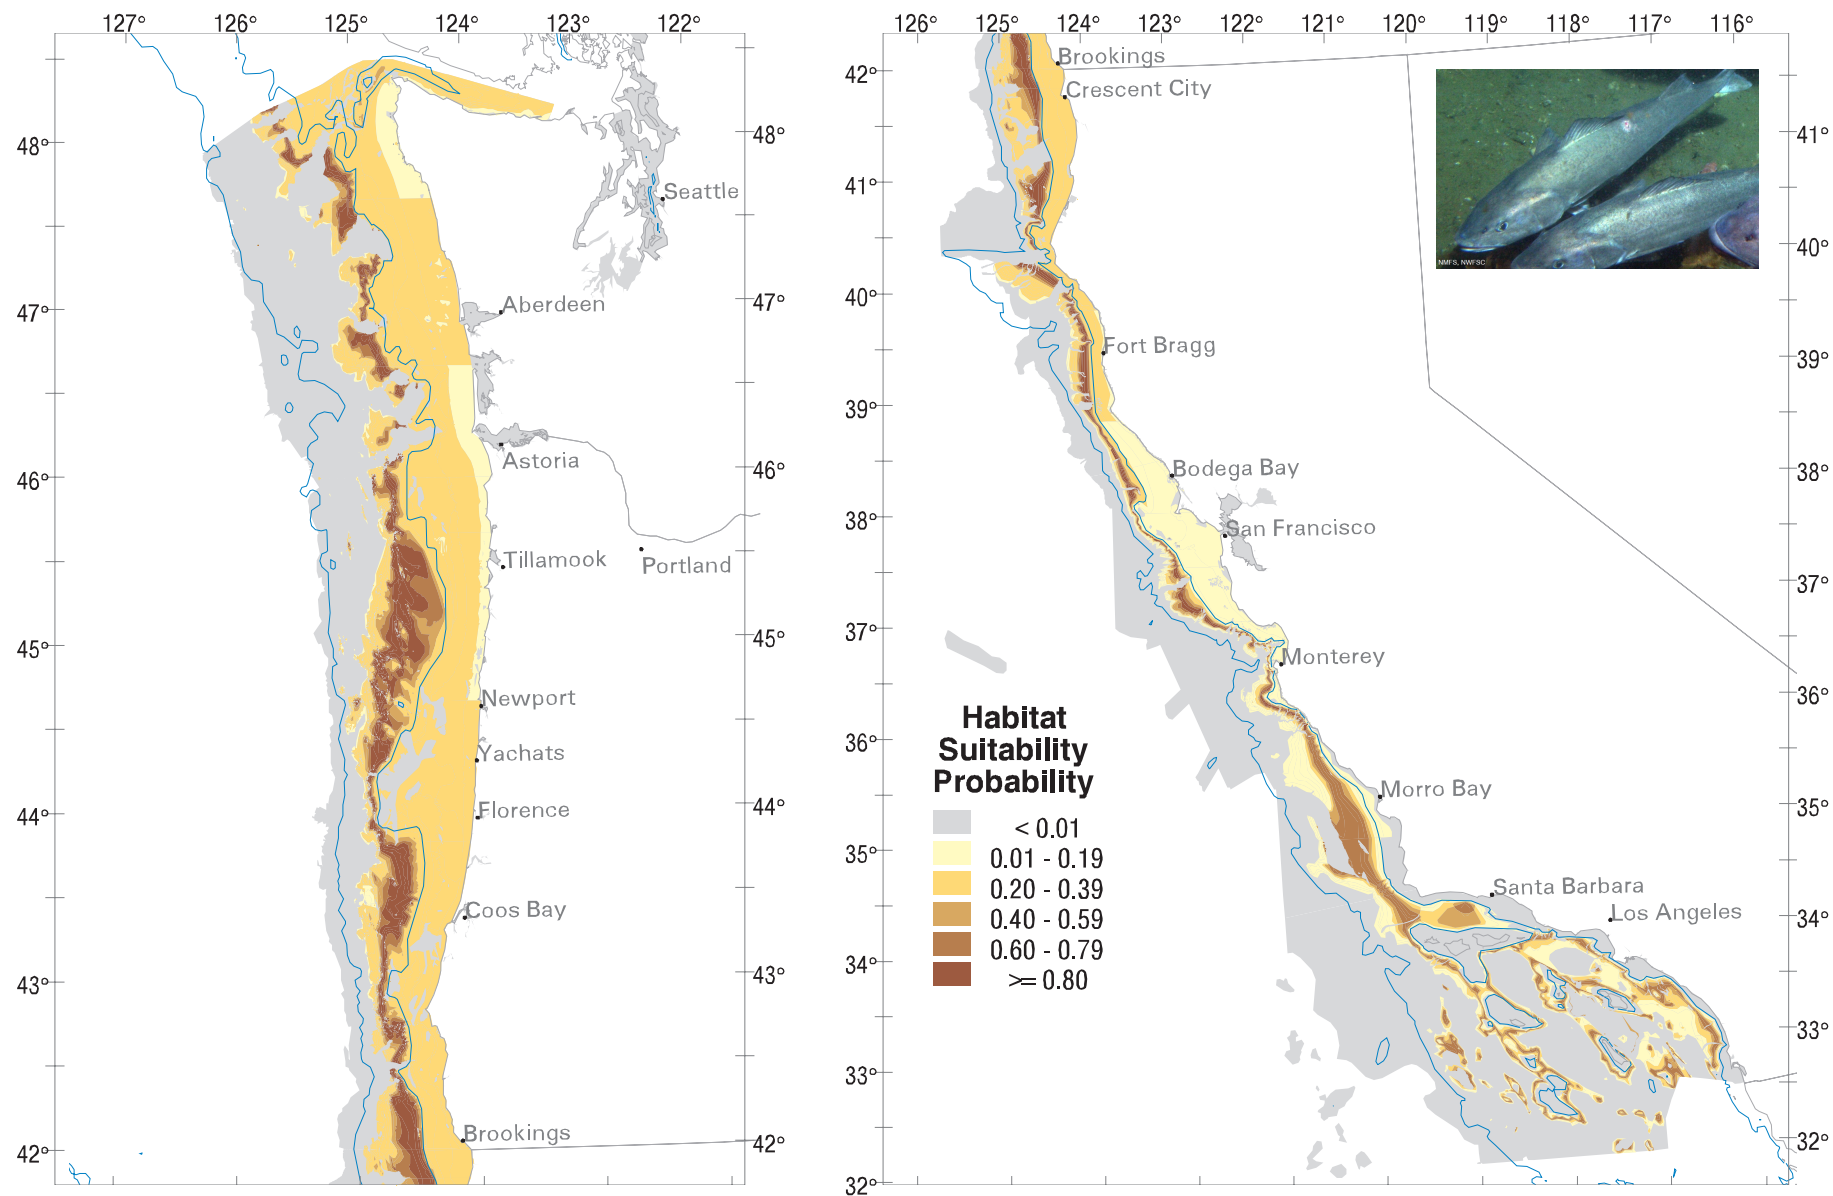 127° 126° 125° 124° 123° 122°
48°
47°
46°
45°
44°
43°
42°
48°
47°
46°
45°
44°
43°
42°
Seattle
Aberdeen
Astoria
Tillamook
Portland
Newport
Yachats
Florence
Coos Bay
Brookings
126° 125° 124° 123° 122° 121° 120° 119° 118° 117° 116°
42°
41°
40°
39°
38°
37°
36°
35°
34°
33°
32°
41°
40°
39°
38°
37°
36°
35°
34°
33°
32°
Brookings
Crescent City
Fort Bragg
Bodega Bay
San Francisco
Monterey
Morro Bay
Santa Barbara
Los Angeles
NMFS, NWFSC
Habitat
Suitability
Probability
< 0.01
0.01 - 0.19
0.20 - 0.39
0.40 - 0.59
0.60 - 0.79
>= 0.80